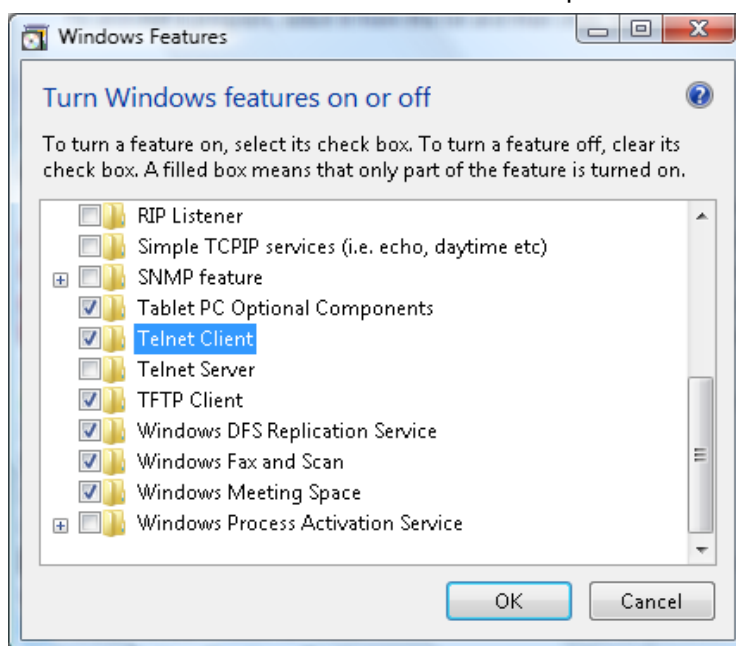 Windows Features
Turn Windows features on or off
To turn a feature on, select its check box. To turn a feature off, clear its
check box. A filled box means that only part of the feature is turned on.
RIP Listener
Simple TCPIP services (i.e. echo, daytime etc)
SNMP feature
Tablet PC Optional Components
Telnet Client
Telnet Server
TFTP Client
Windows DFS Replication Service
Windows Fax and Scan
Windows Meeting Space
Windows Process Activation Service
OK
Cancel